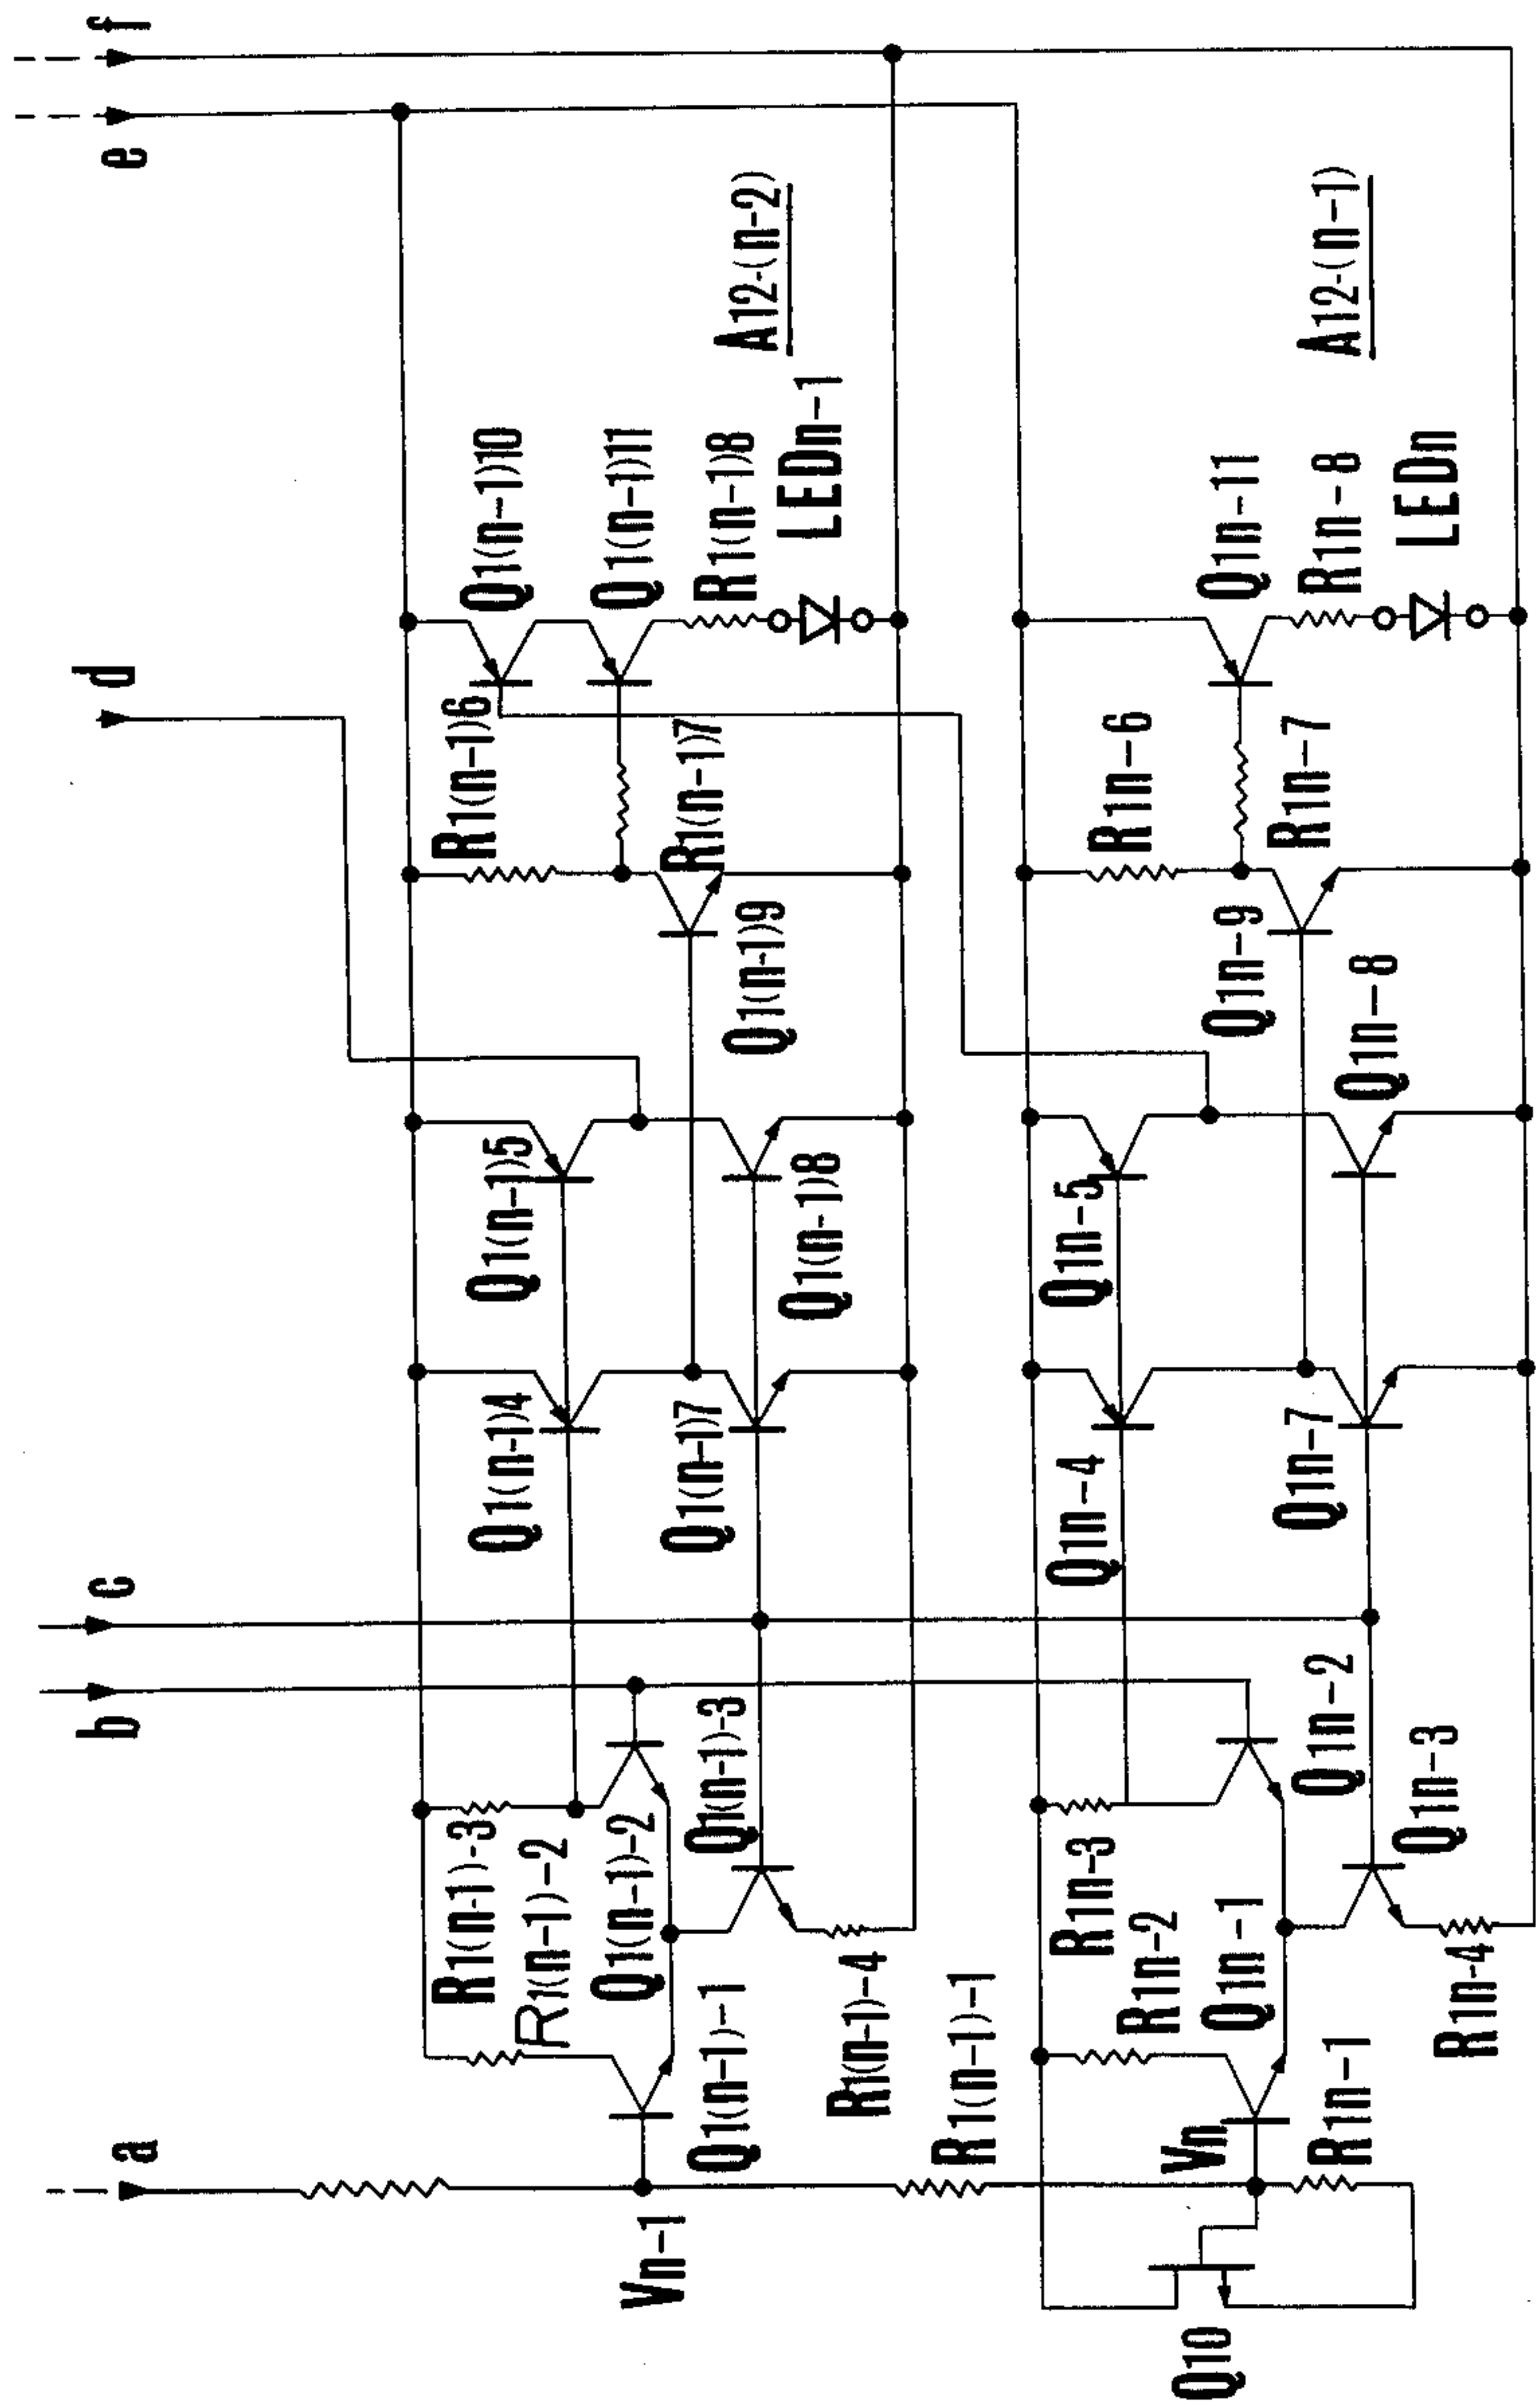 a
b
c
d
e
f
Vn-1
R1(n-1)-3
R1(n-1)-2
Q1(n-1)-2
Q1(n-1)-1
Q1(n-1)-3
R1(n-1)-4
R1(n-1)-1
Q1(n-1)4
Q1(n-1)7
Q1(n-1)5
Q1(n-1)8
Q1(n-1)9
R1(n-1)6
R1(n-1)7
Q1(n-1)10
Q1(n-1)11
R1(n-1)8
LEDn-1
A12-(n-2)
Q10
Vn
R1n-1
R1n-3
R1n-2
Q1n-1
Q1n-2
Q1n-3
R1n-4
Q1n-4
Q1n-7
Q1n-5
Q1n-8
Q1n-9
R1n-6
R1n-7
Q1n-11
R1n-8
LEDn
A12-(n-1)